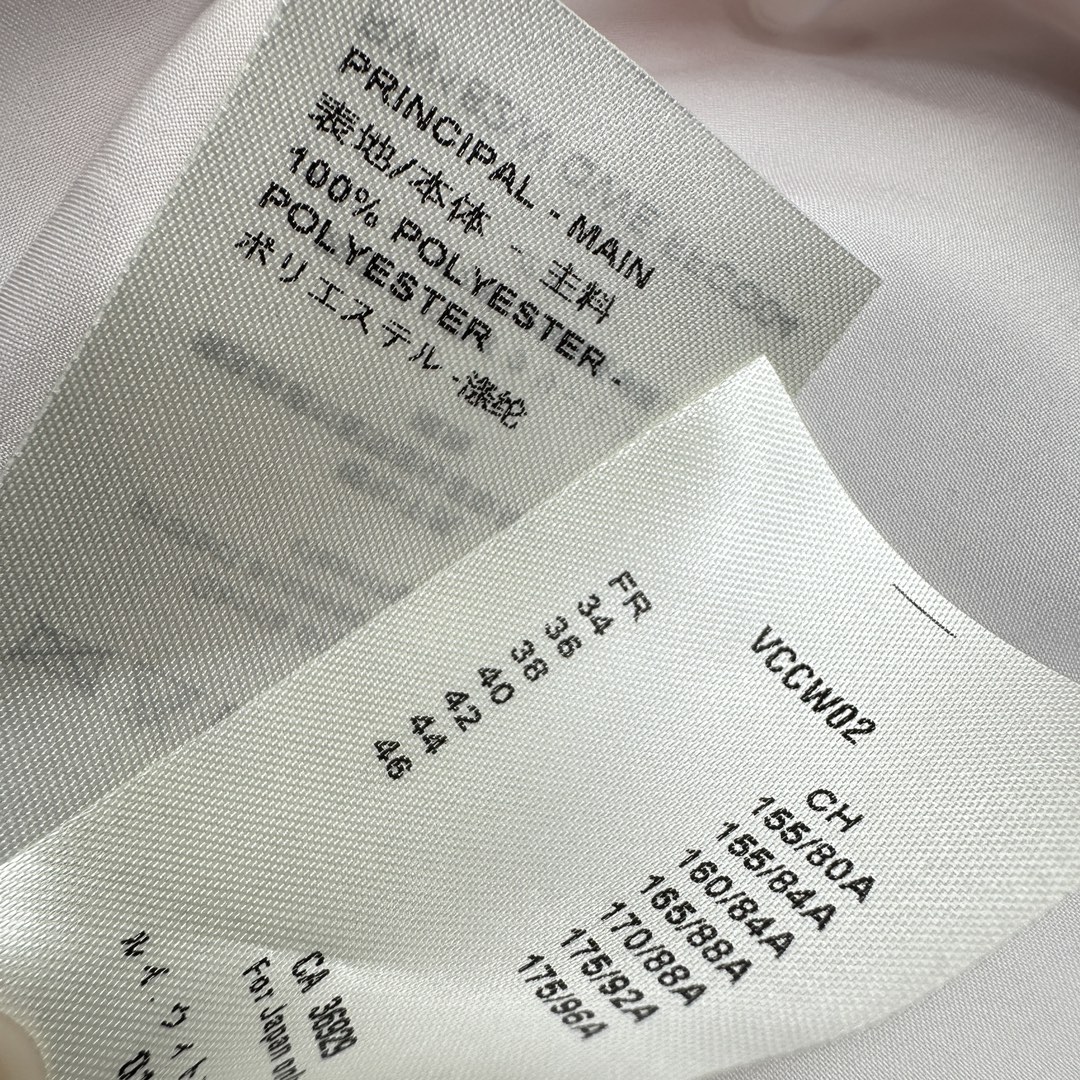 PRINCIPAL - MAIN
表地/本体 - 主料
100% POLYESTER -
POLYESTER
ポリエステル -涤纶
VCCW02
FR
34
36
38
40
42
44
46
CH
155/80A
155/84A
160/84A
165/88A
170/88A
175/92A
175/96A
CA 36929
For Japan only